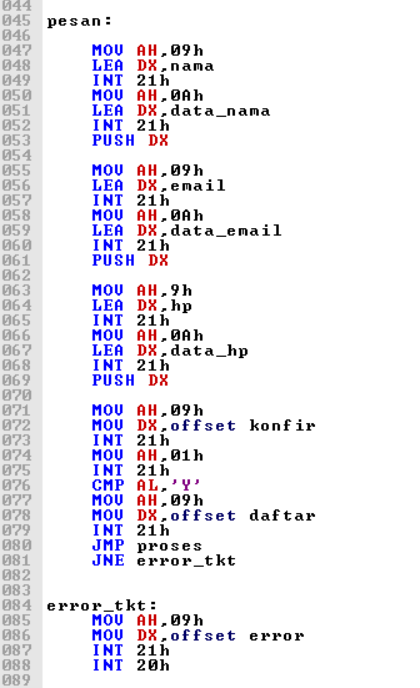 044
045 pesan:
046
047 MOV AH,09h
048 LEA DX,nama
049 INT 21h
050 MOV AH,0Ah
051 LEA DX,data_nama
052 INT 21h
053 PUSH DX
054
055 MOV AH,09h
056 LEA DX,email
057 INT 21h
058 MOV AH,0Ah
059 LEA DX,data_email
060 INT 21h
061 PUSH DX
062
063 MOV AH,9h
064 LEA DX,hp
065 INT 21h
066 MOV AH,0Ah
067 LEA DX,data_hp
068 INT 21h
069 PUSH DX
070
071 MOV AH,09h
072 MOV DX,offset konfir
073 INT 21h
074 MOV AH,01h
075 INT 21h
076 CMP AL,'Y'
077 MOV AH,09h
078 MOV DX,offset daftar
079 INT 21h
080 JMP proses
081 JNE error_tkt
082
083
084 error_tkt:
085 MOV AH,09h
086 MOV DX,offset error
087 INT 21h
088 INT 20h
089